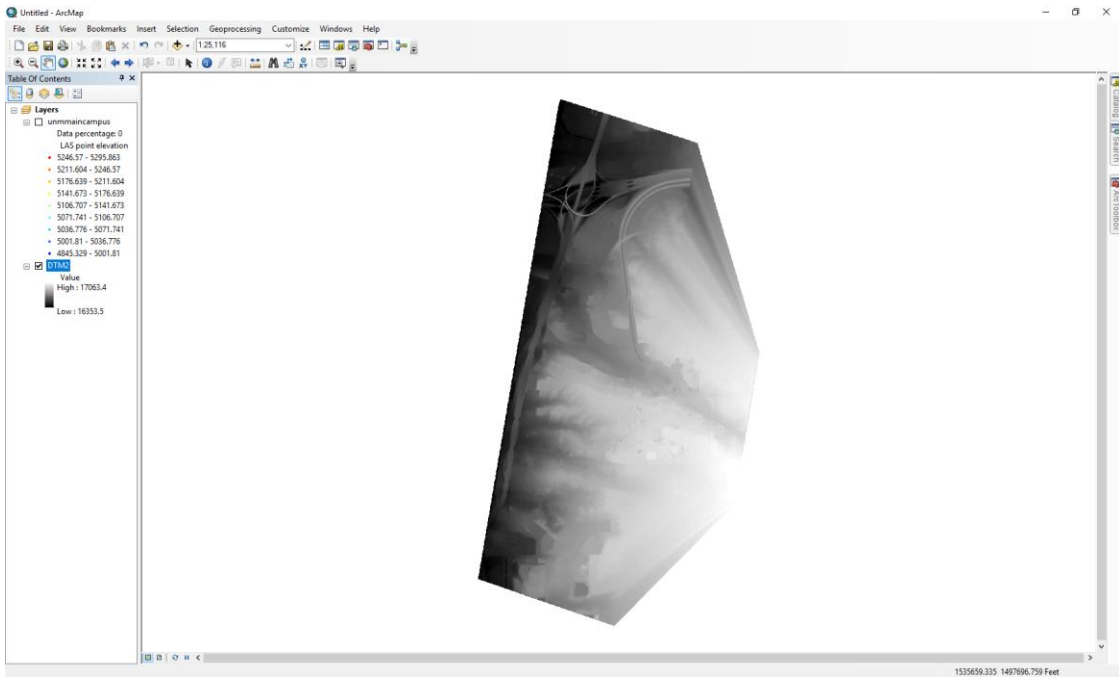 Untitled - ArcMap
File Edit View Bookmarks Insert Selection Geoprocessing Customize Windows Help
1:25,116
Table Of Contents
Layers
unmmaincampus
Data percentage: 0
LAS point elevation
5246.57 - 5295.863
5211.604 - 5246.57
5176.639 - 5211.604
5141.673 - 5176.639
5106.707 - 5141.673
5071.741 - 5106.707
5036.776 - 5071.741
5001.81 - 5036.776
4845.329 - 5001.81
DTM2
Value
High : 17063.4
Low : 16353.5
Catalog
Search
ArcToolbox
1535659.335 1497696.759 Feet